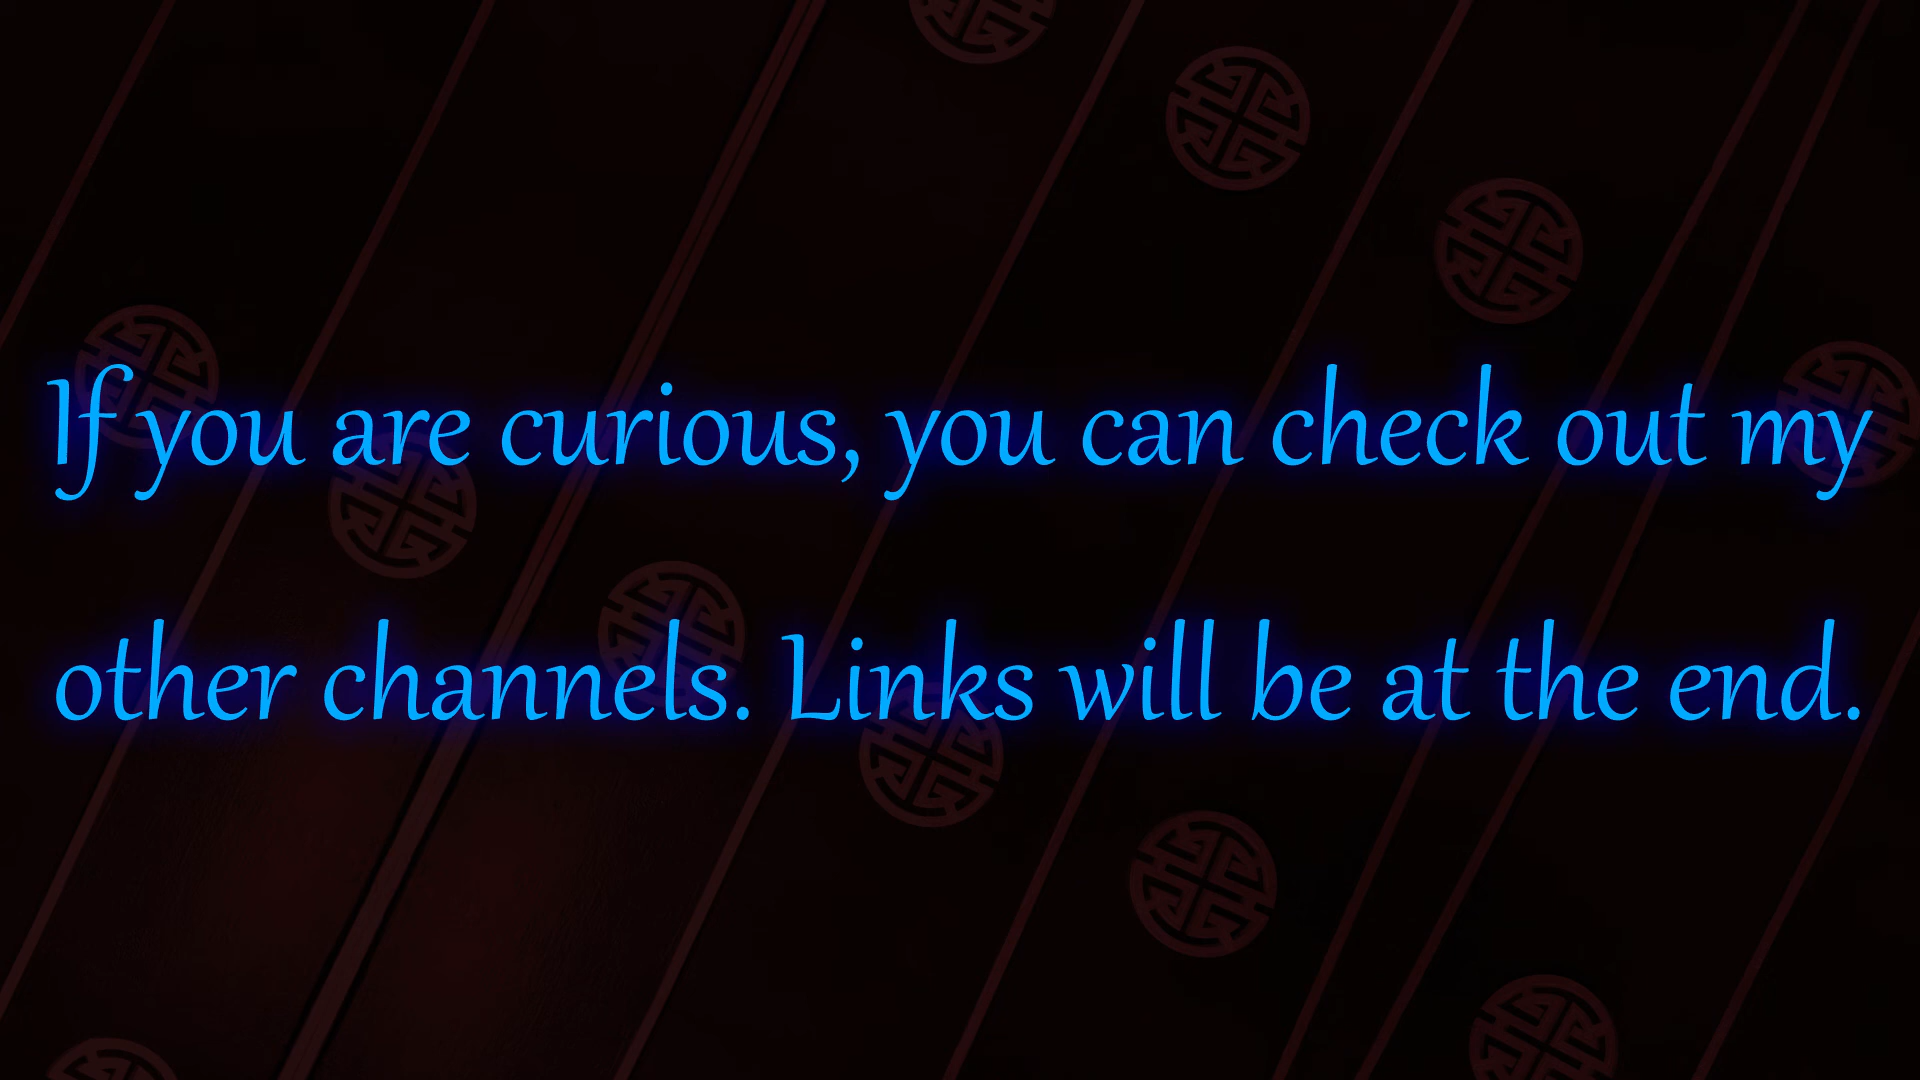 If you are curious, you can check out my
other channels. Links will be at the end.